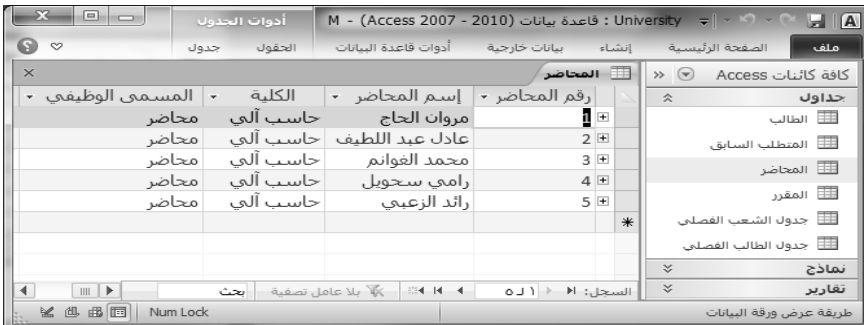 University : قاعدة بيانات (Access 2007 - 2010) - M
أدوات الجدول
ملف الصفحة الرئيسية إنشاء بيانات خارجية أدوات قاعدة البيانات الحقول جدول
كافة كائنات Access
جداول
الطالب
المتطلب السابق
المحاضر
المقرر
جدول الشعب الفصلي
جدول الطالب الفصلي
نماذج
تقارير
المحاضر
رقم المحاضر إسم المحاضر الكلية المسمى الوظيفي
1 مروان الحاج حاسب آلي محاضر
2 عادل عبد اللطيف حاسب آلي محاضر
3 محمد الغوانم حاسب آلي محاضر
4 رامي سحويل حاسب آلي محاضر
5 رائد الزعبي حاسب آلي محاضر
السجل: ١ لـ ٥ بلا عامل تصفية بحث
طريقة عرض ورقة البيانات Num Lock